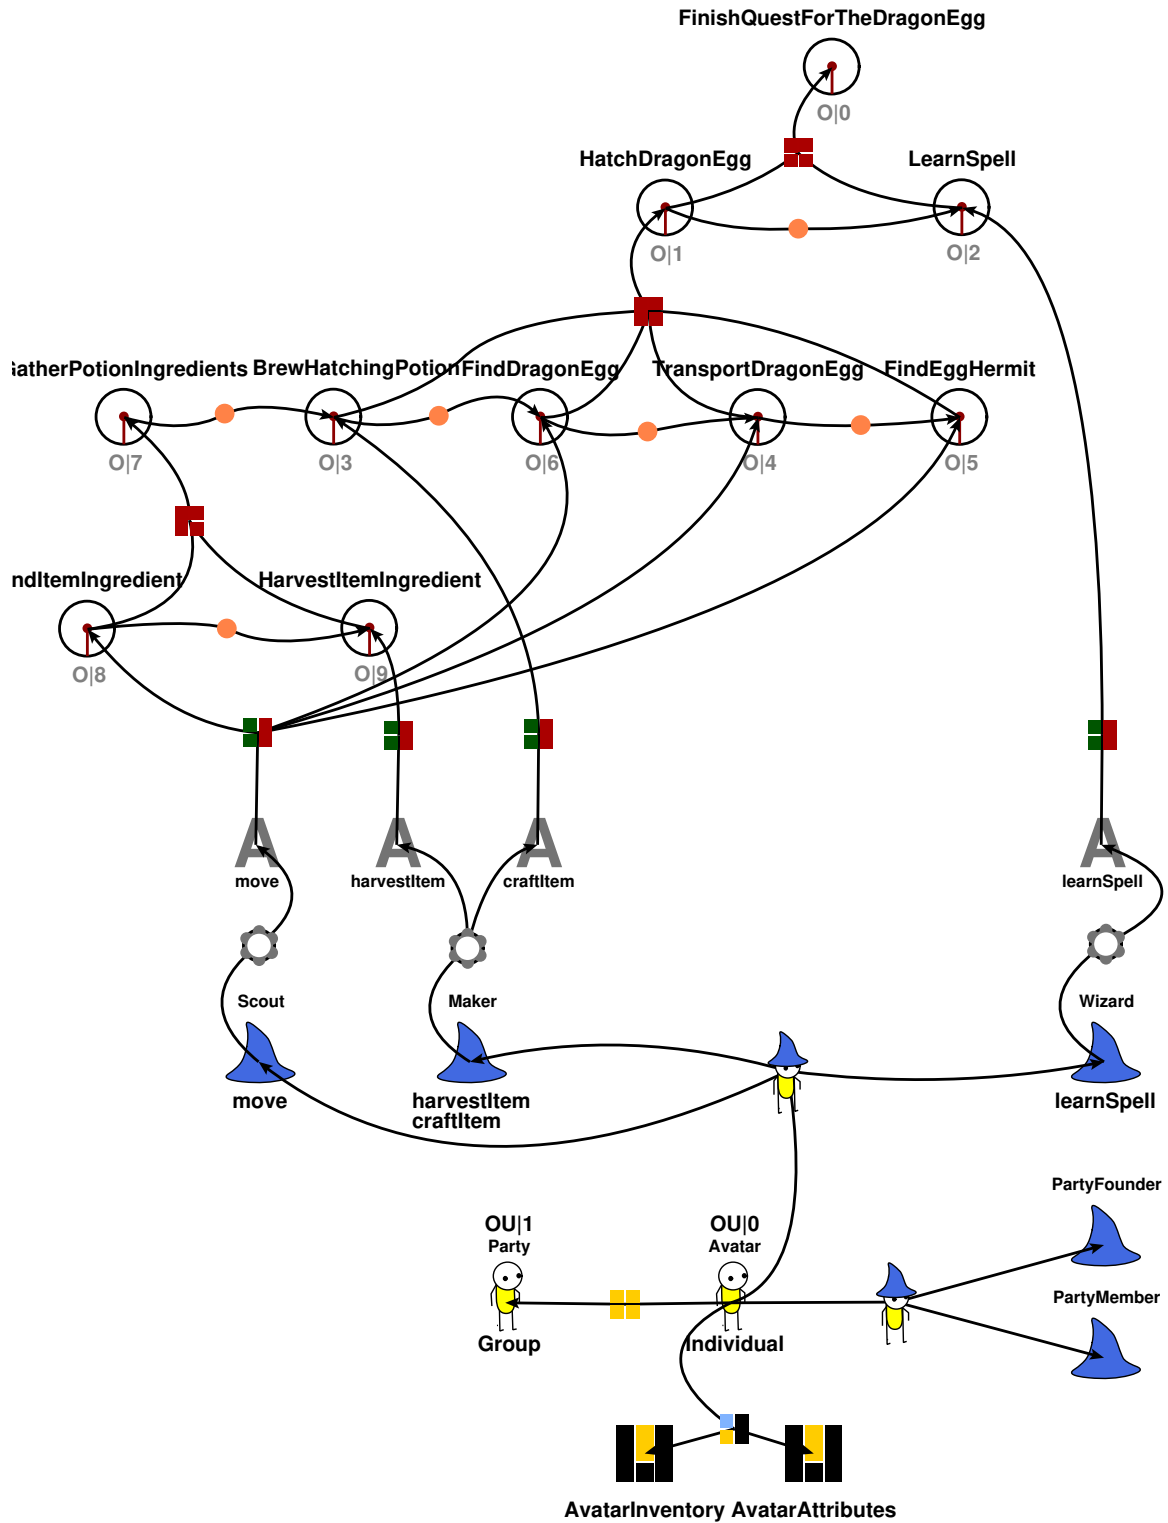 FinishQuestForTheDragonEgg
O|0
HatchDragonEgg
LearnSpell
O|1
O|2
GatherPotionIngredients
BrewHatchingPotion
FindDragonEgg
TransportDragonEgg
FindEggHermit
O|7
O|3
O|6
O|4
O|5
ndItemIngredient
HarvestItemIngredient
O|8
O|9
move
harvestItem
craftItem
learnSpell
Scout
Maker
Wizard
move
harvestItem
craftItem
learnSpell
PartyFounder
OU|1
OU|0
Party
Avatar
PartyMember
Group
Individual
AvatarInventory
AvatarAttributes